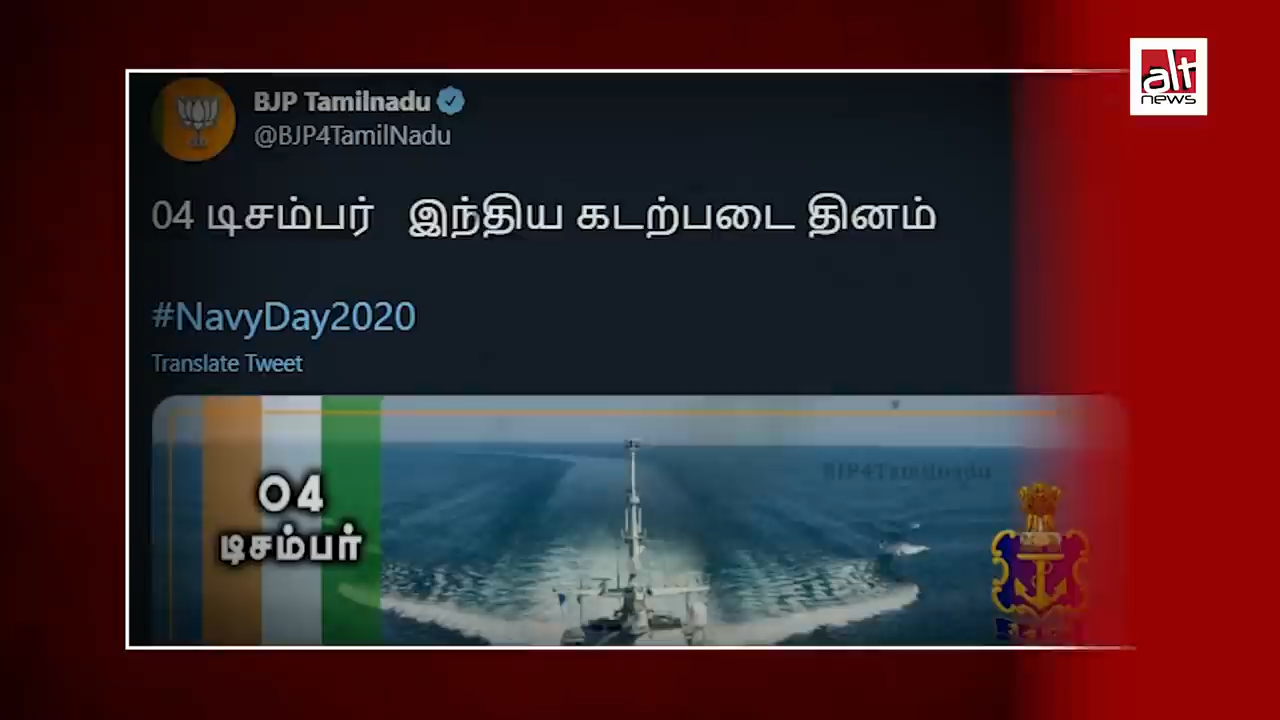 alt
news
BJP Tamilnadu
@BJP4TamilNadu
04 டிசம்பர் இந்திய கடற்படை தினம்
#NavyDay2020
Translate Tweet
BJP4Tamilnadu
04
டிசம்பர்